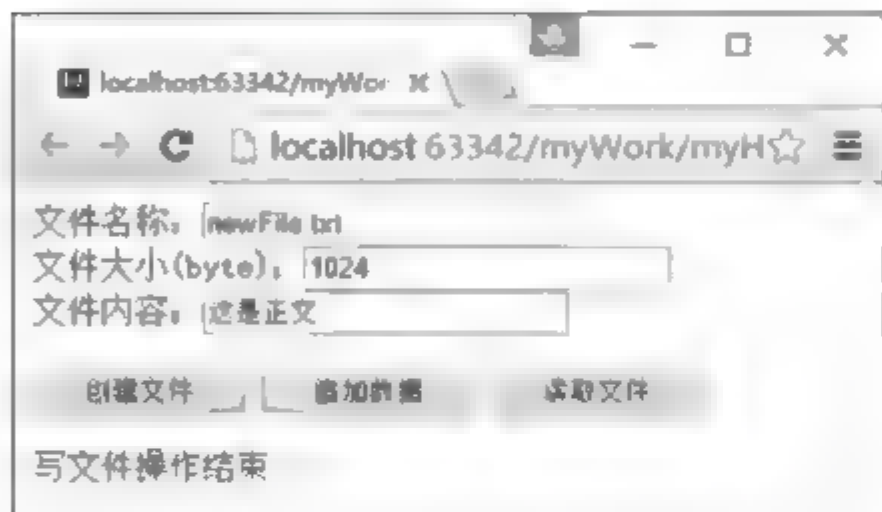 localhost:63342/myWor
localhost:63342/myWork/myH
文件名称：newFile.txt
文件大小(byte)：1024
文件内容：这是正文
创建文件 追加数据 读取文件
写文件操作结束